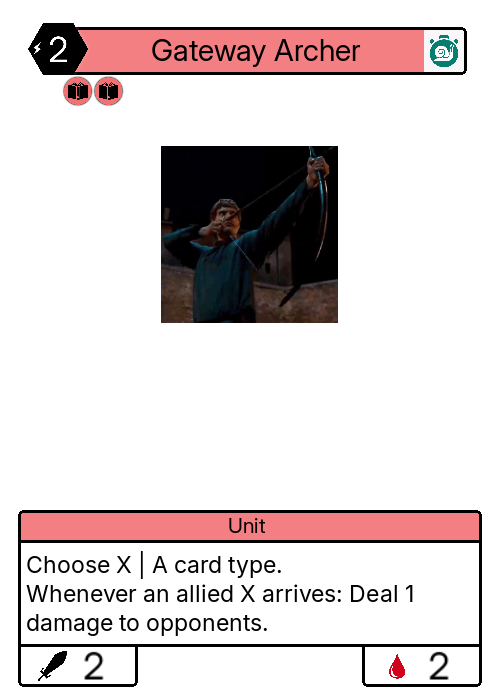 2
Gateway Archer
Unit
Choose X | A card type.
Whenever an allied X arrives: Deal 1
damage to opponents.
2
2